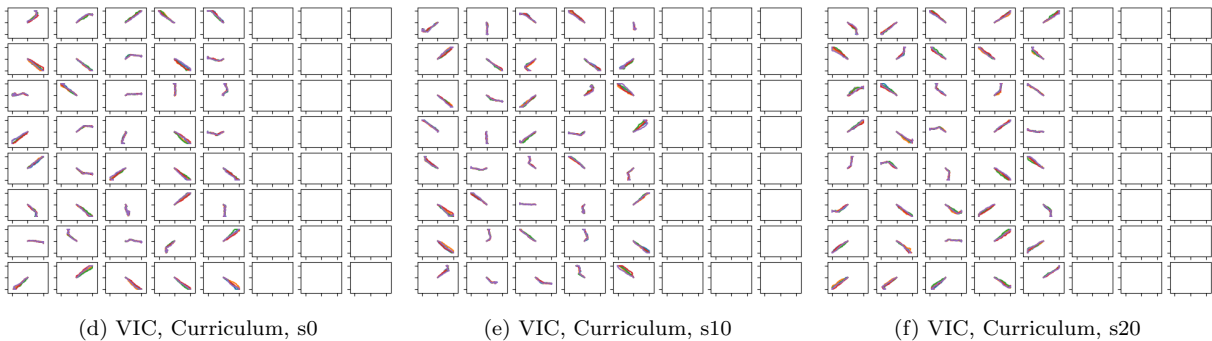 (d) VIC, Curriculum, s0
(e) VIC, Curriculum, s10
(f) VIC, Curriculum, s20